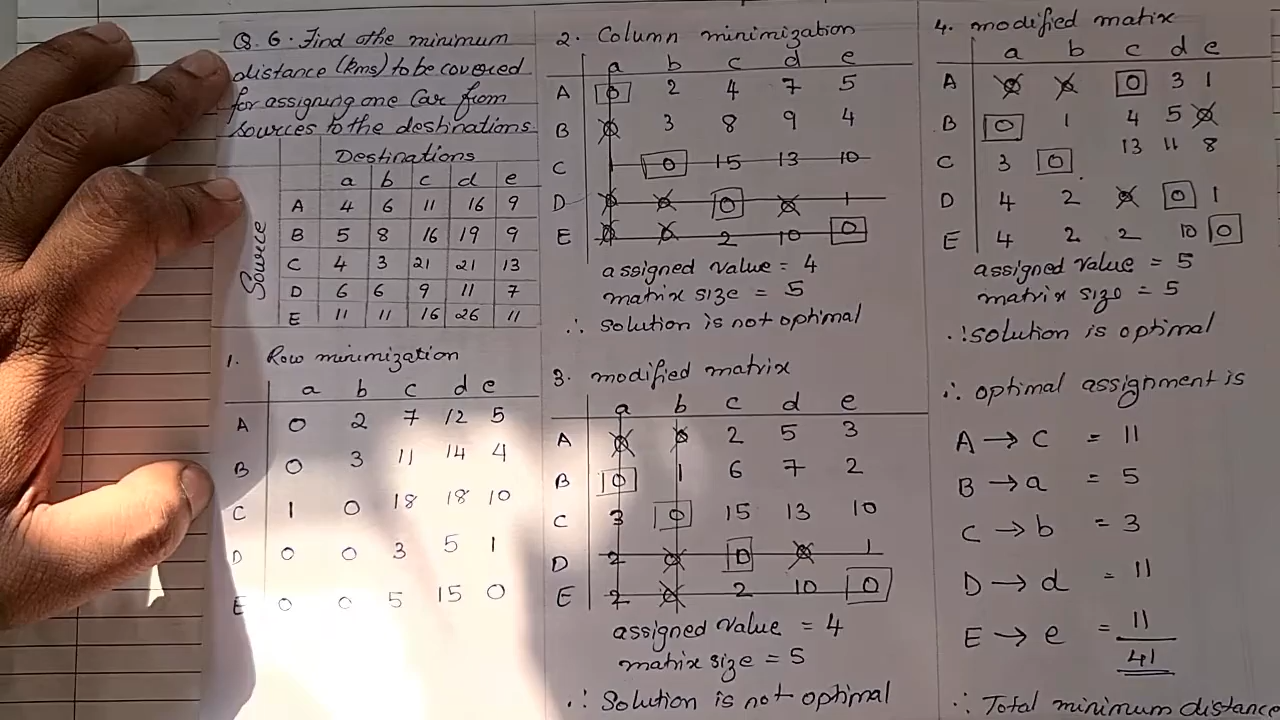 Q. 6. Find the minimum
distance (kms) to be covered
for assigning one Car from
sources to the destinations.
Destinations
a b c d e
Source
A 4 6 11 16 9
B 5 8 16 19 9
C 4 3 21 21 13
D 6 6 9 11 7
E 11 11 16 26 11
1. Row minimization
a b c d e
A 0 2 7 12 5
B 0 3 11 14 4
C 1 0 18 18 10
D 0 0 3 5 1
E 0 0 5 15 0
2. Column minimization
a b c d e
A 0 2 4 7 5
B 0 3 8 9 4
C 1 0 15 13 10
D 0 0 0 0 1
E 0 0 2 10 0
assigned value = 4
matrix size = 5
∴ solution is not optimal
3. modified matrix
a b c d e
A 0 0 2 5 3
B 0 1 6 7 2
C 3 0 15 13 10
D 2 0 0 0 1
E 2 0 2 10 0
assigned value = 4
matrix size = 5
∴ Solution is not optimal
4. modified matix
a b c d e
A 0 0 0 3 1
B 0 1 4 5 0
C 3 0 13 11 8
D 4 2 0 0 1
E 4 2 2 10 0
assigned value = 5
matrix size = 5
∴ solution is optimal
∴ optimal assignment is
A → c = 11
B → a = 5
C → b = 3
D → d = 11
E → e = 11
41
∴ Total minimum distance